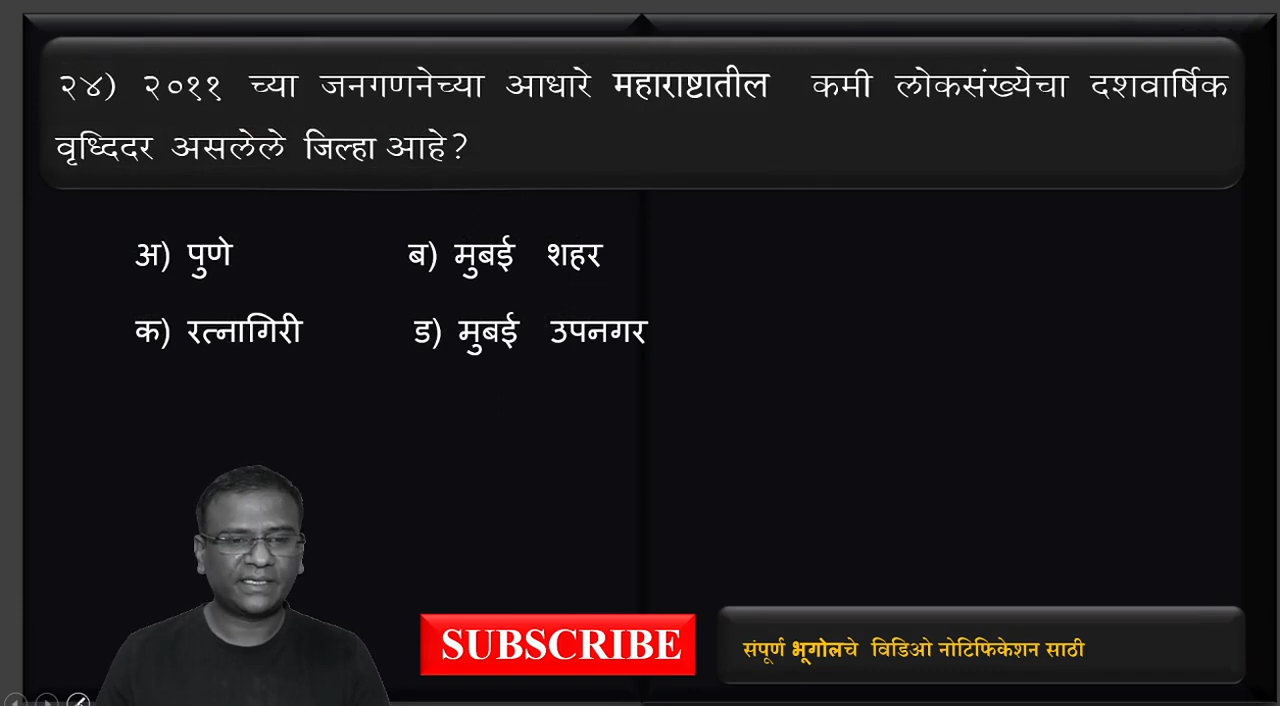 २४) २०११ च्या जनगणनेच्या आधारे महाराष्टातील कमी लोकसंख्येचा दशवार्षिक
वृध्दिदर असलेले जिल्हा आहे?
अ) पुणे ब) मुबई शहर
क) रत्नागिरी ड) मुबई उपनगर
SUBSCRIBE
संपूर्ण भूगोलचे विडिओ नोटिफिकेशन साठी